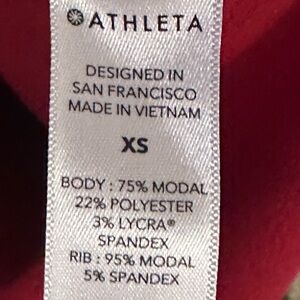 ATHLETA
DESIGNED IN
SAN FRANCISCO
MADE IN VIETNAM
XS
BODY : 75% MODAL
22% POLYESTER
3% LYCRA®
SPANDEX
RIB : 95% MODAL
5% SPANDEX